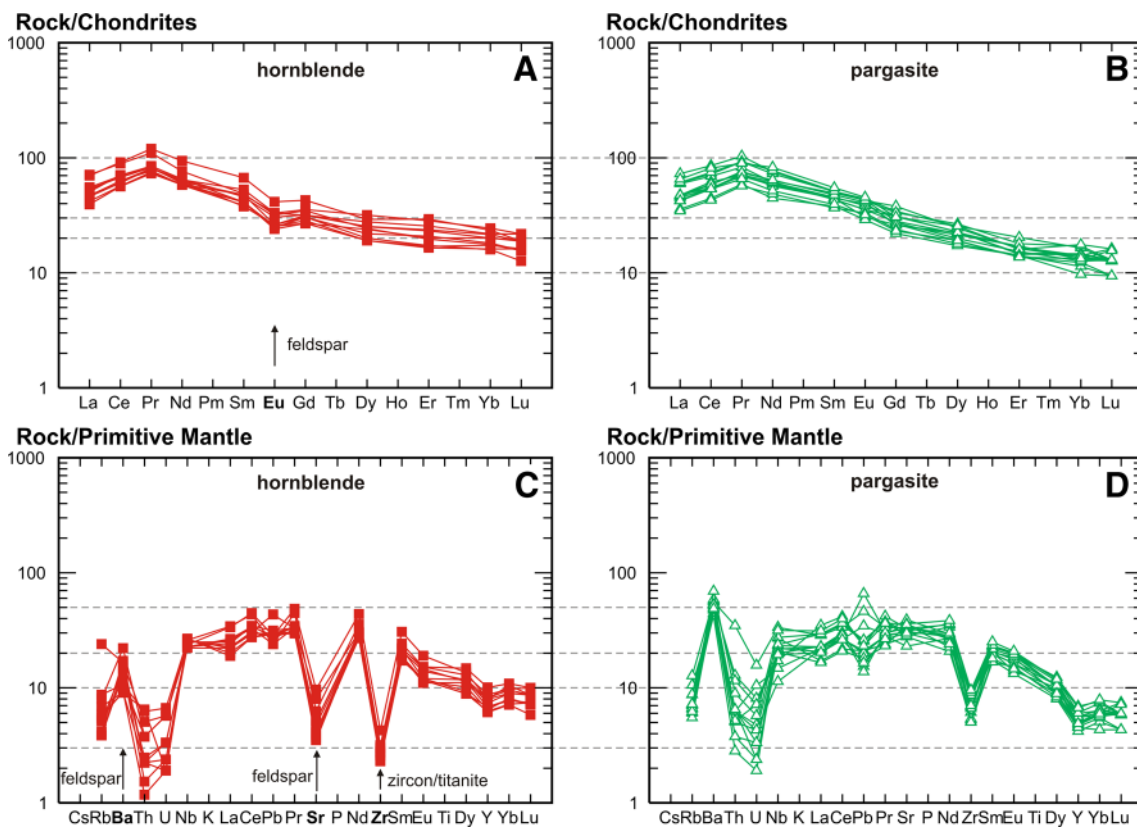 Rock/Chondrites
1000
hornblende
A
100
10
feldspar
1
La Ce Pr Nd Pm Sm Eu Gd Tb Dy Ho Er Tm Yb Lu
Rock/Chondrites
1000
pargasite
B
100
10
1
La Ce Pr Nd Pm Sm Eu Gd Tb Dy Ho Er Tm Yb Lu
Rock/Primitive Mantle
1000
hornblende
C
100
10
feldspar
feldspar
zircon/titanite
1
CsRbBaTh U Nb K LaCePb Pr Sr P Nd ZrSmEu Ti Dy Y YbLu
Rock/Primitive Mantle
1000
pargasite
D
100
10
1
CsRbBaTh U Nb K LaCePb Pr Sr P Nd ZrSmEu Ti Dy Y YbLu